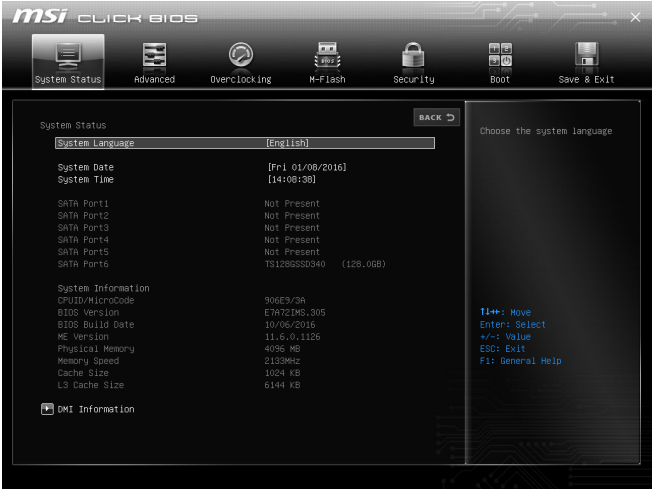 msi CLICK BIOS
System Status Advanced Overclocking M-Flash Security Boot Save & Exit
BIOS
BACK
System Status
System Language [English]
Choose the system language
System Date [Fri 01/08/2016]
System Time [14:08:38]
SATA Port1 Not Present
SATA Port2 Not Present
SATA Port3 Not Present
SATA Port4 Not Present
SATA Port5 Not Present
SATA Port6 TS128GSSD340 (128.0GB)
System Information
CPUID/MicroCode 906E9/3A
BIOS Version E7A72IMS.305
BIOS Build Date 10/06/2016
ME Version 11.6.0.1126
Physical Memory 4096 MB
Memory Speed 2133MHz
Cache Size 1024 KB
L3 Cache Size 6144 KB
DMI Information
↑↓←→: Move
Enter: Select
+/-: Value
ESC: Exit
F1: General Help